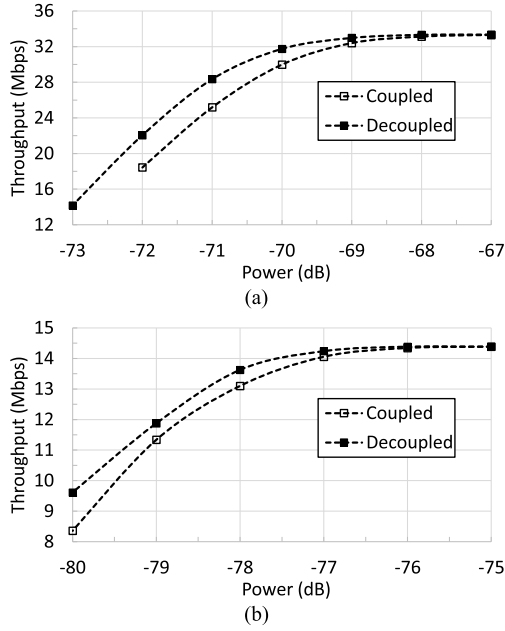 36
32
28
24
20
16
12
Throughput (Mbps)
Coupled
Decoupled
-73 -72 -71 -70 -69 -68 -67
Power (dB)
(a)
15
14
13
12
11
10
9
8
Throughput (Mbps)
Coupled
Decoupled
-80 -79 -78 -77 -76 -75
Power (dB)
(b)